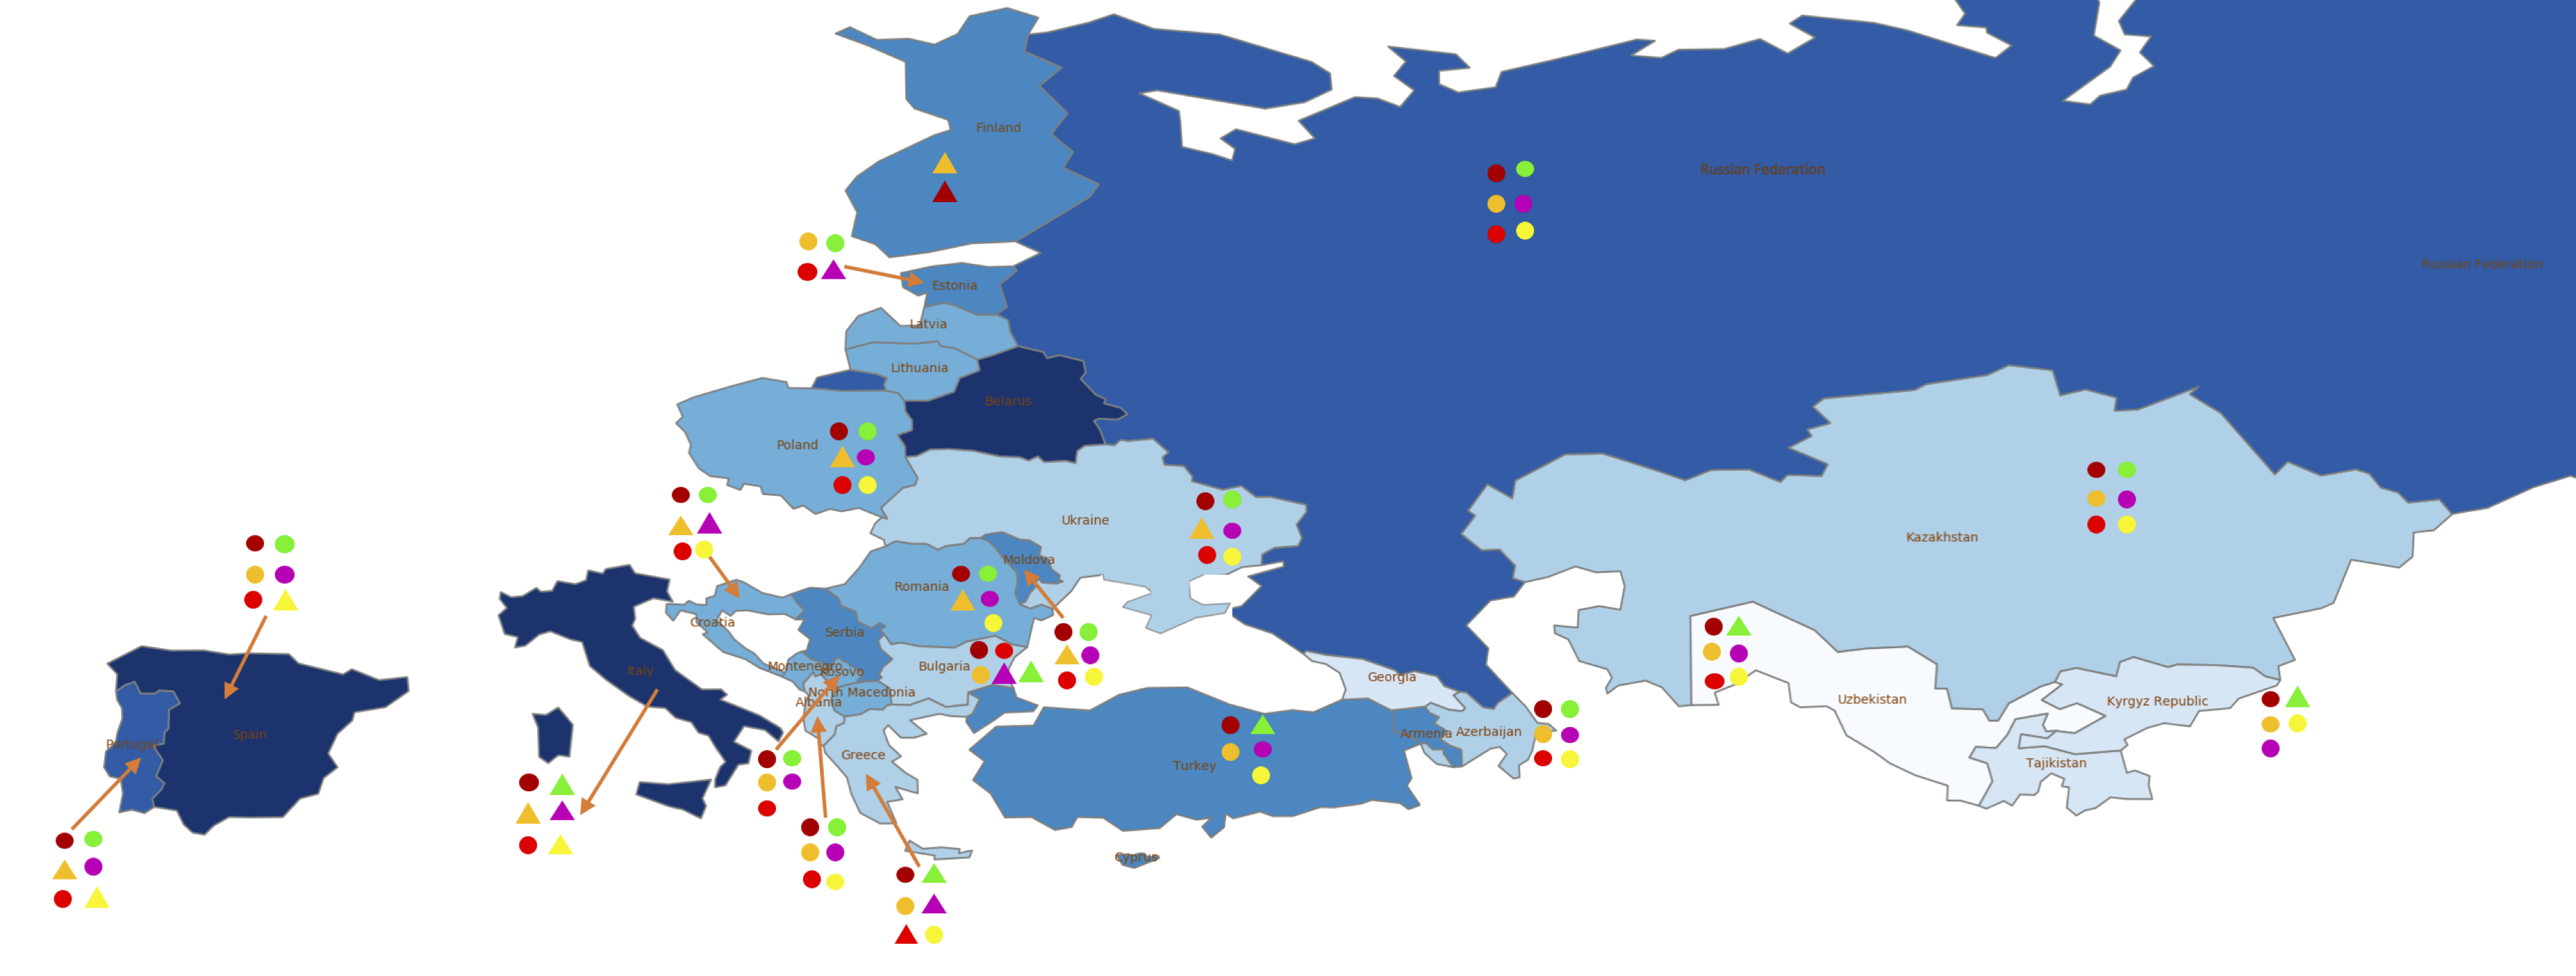 Finland
Russian Federation
Russian Federation
Estonia
Latvia
Lithuania
Belarus
Poland
Ukraine
Kazakhstan
Moldova
Romania
Croatia
Serbia
Montenegro
Kosovo
Bulgaria
Italy
Georgia
North Macedonia
Albania
Uzbekistan
Kyrgyz Republic
Portugal
Spain
Armenia
Azerbaijan
Greece
Turkey
Tajikistan
Cyprus